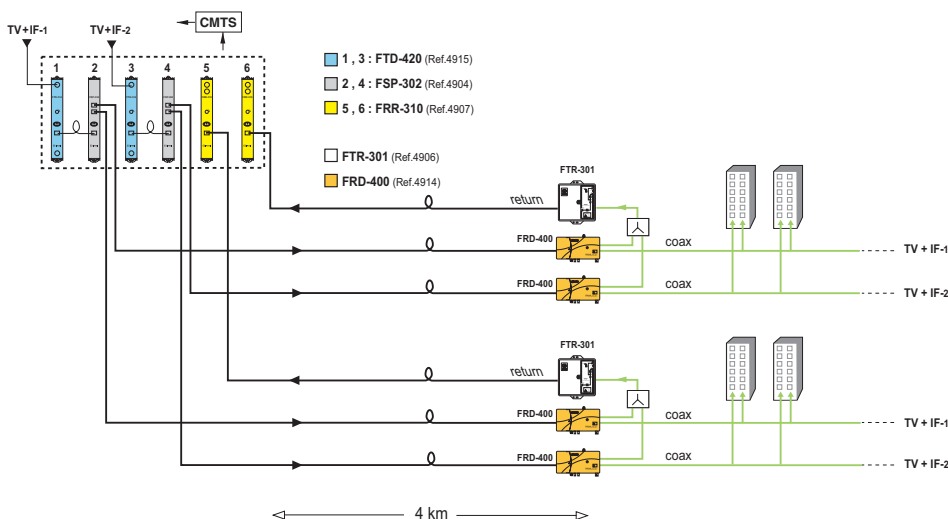 TV+IF-1
TV+IF-2
CMTS
1 2 3 4 5 6
1 , 3 : FTD-420 (Ref.4915)
2 , 4 : FSP-302 (Ref.4904)
5 , 6 : FRR-310 (Ref.4907)
FTR-301 (Ref.4906)
FRD-400 (Ref.4914)
FTR-301
return
FRD-400
coax
TV + IF-1
FRD-400
coax
TV + IF-2
FTR-301
return
FRD-400
coax
TV + IF-1
FRD-400
coax
TV + IF-2
4 km